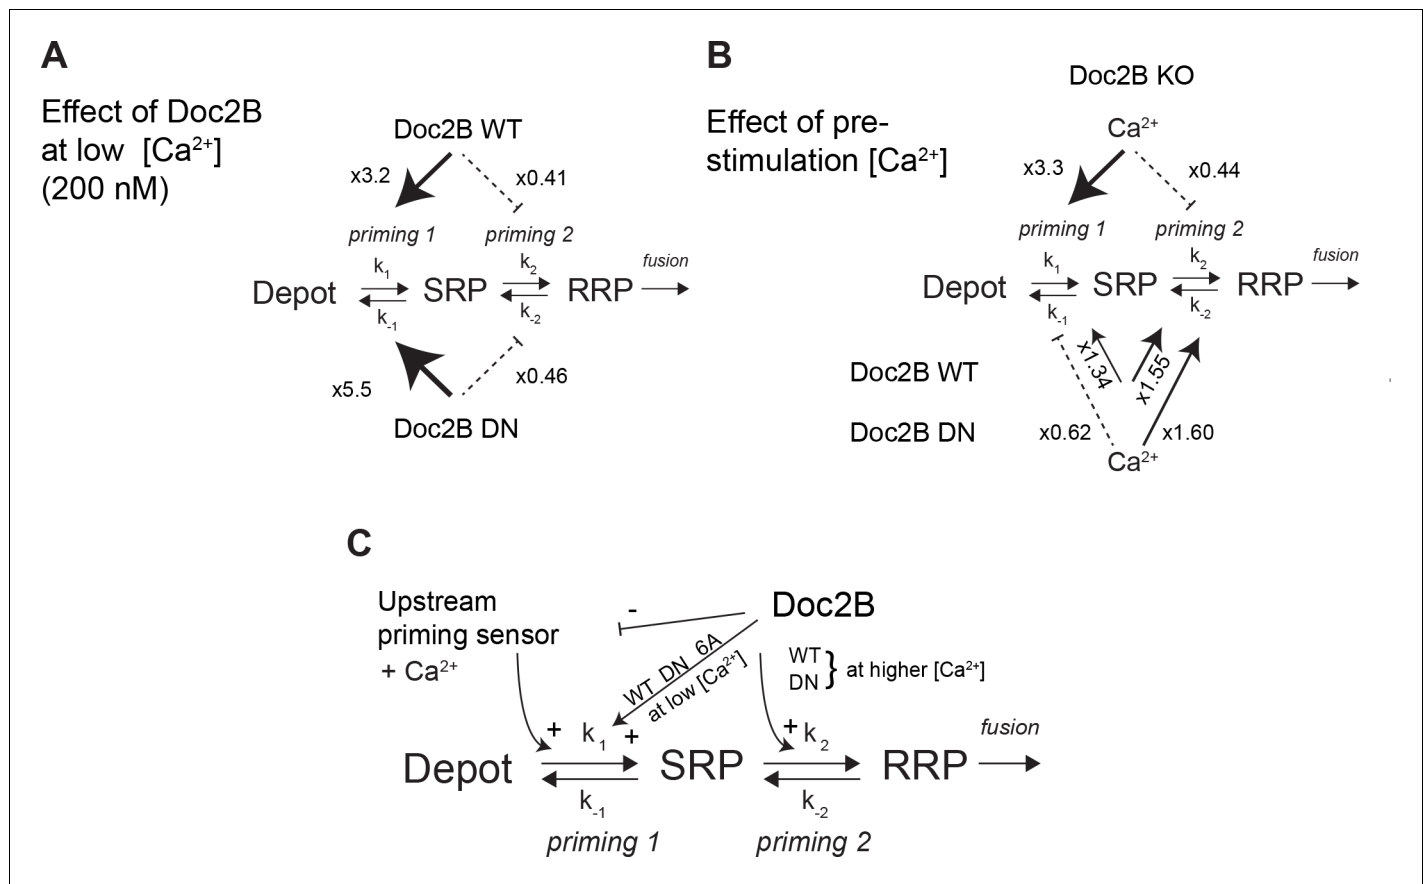 A
Effect of Doc2B
at low [Ca²⁺]
(200 nM)
Doc2B WT
x3.2
x0.41
priming 1
priming 2
k₁
k₂
fusion
Depot
SRP
RRP
k₋₁
k₋₂
x5.5
x0.46
Doc2B DN
B
Doc2B KO
Effect of pre-
stimulation [Ca²⁺]
Ca²⁺
x3.3
x0.44
priming 1
priming 2
k₁
k₂
fusion
Depot
SRP
RRP
k₋₁
k₋₂
Doc2B WT
x1.34
x1.55
Doc2B DN
x0.62
x1.60
Ca²⁺
C
Upstream
priming sensor
+ Ca²⁺
-
Doc2B
WT DN 6A
at low [Ca²⁺]
WT
DN
} at higher [Ca²⁺]
+
k₁
+
+
k₂
fusion
Depot
SRP
RRP
k₋₁
k₋₂
priming 1
priming 2